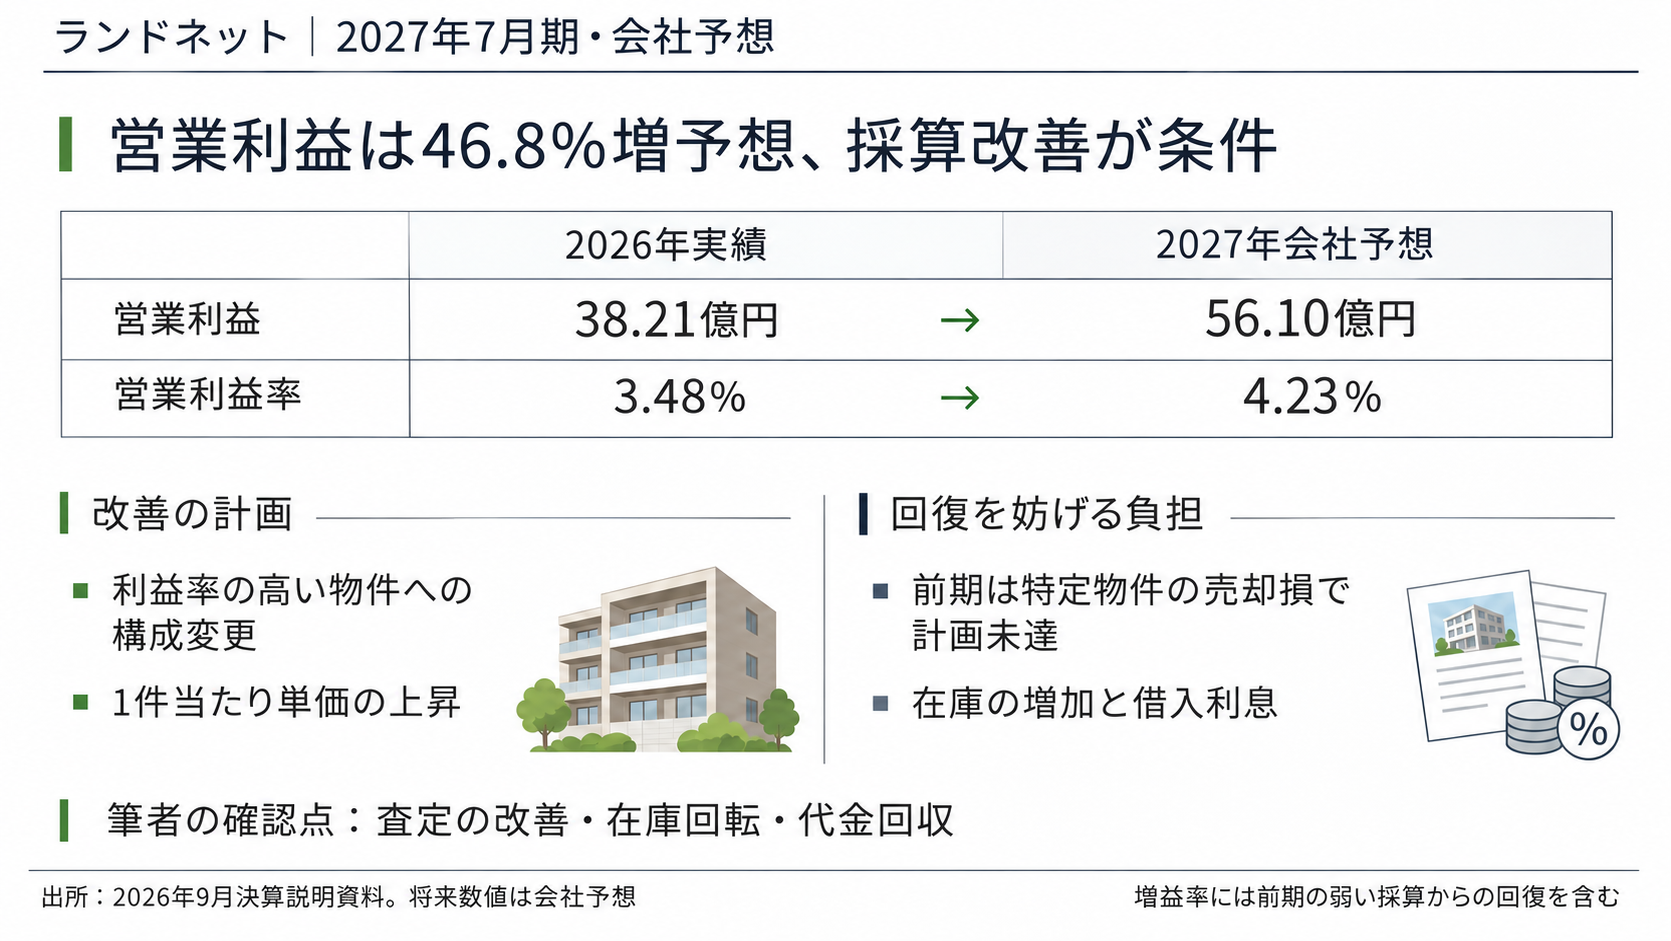 ランドネット｜2027年7月期・会社予想
営業利益は46.8%増予想、採算改善が条件
2026年実績 2027年会社予想
営業利益 38.21億円 → 56.10億円
営業利益率 3.48% → 4.23%
改善の計画
利益率の高い物件への
構成変更
1件当たり単価の上昇
回復を妨げる負担
前期は特定物件の売却損で
計画未達
在庫の増加と借入利息
%
筆者の確認点：査定の改善・在庫回転・代金回収
出所：2026年9月決算説明資料。将来数値は会社予想
増益率には前期の弱い採算からの回復を含む